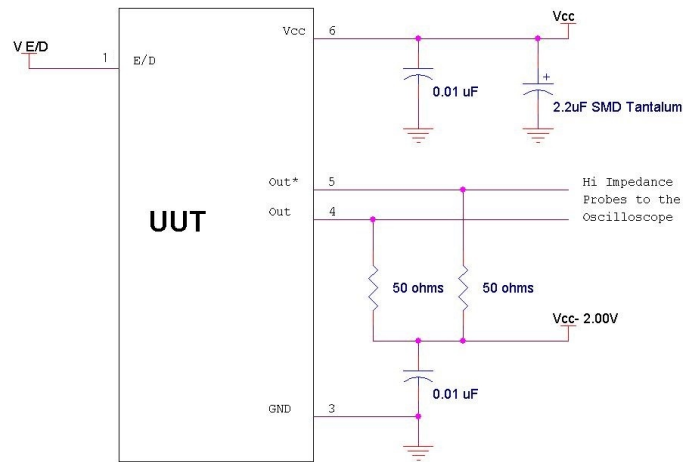 Vcc
V E/D
1
E/D
Vcc
6
0.01 uF
+
2.2uF SMD Tantalum
Out*
5
Hi Impedance
Probes to the
Oscilloscope
Out
4
UUT
50 ohms
50 ohms
Vcc- 2.00V
0.01 uF
GND
3